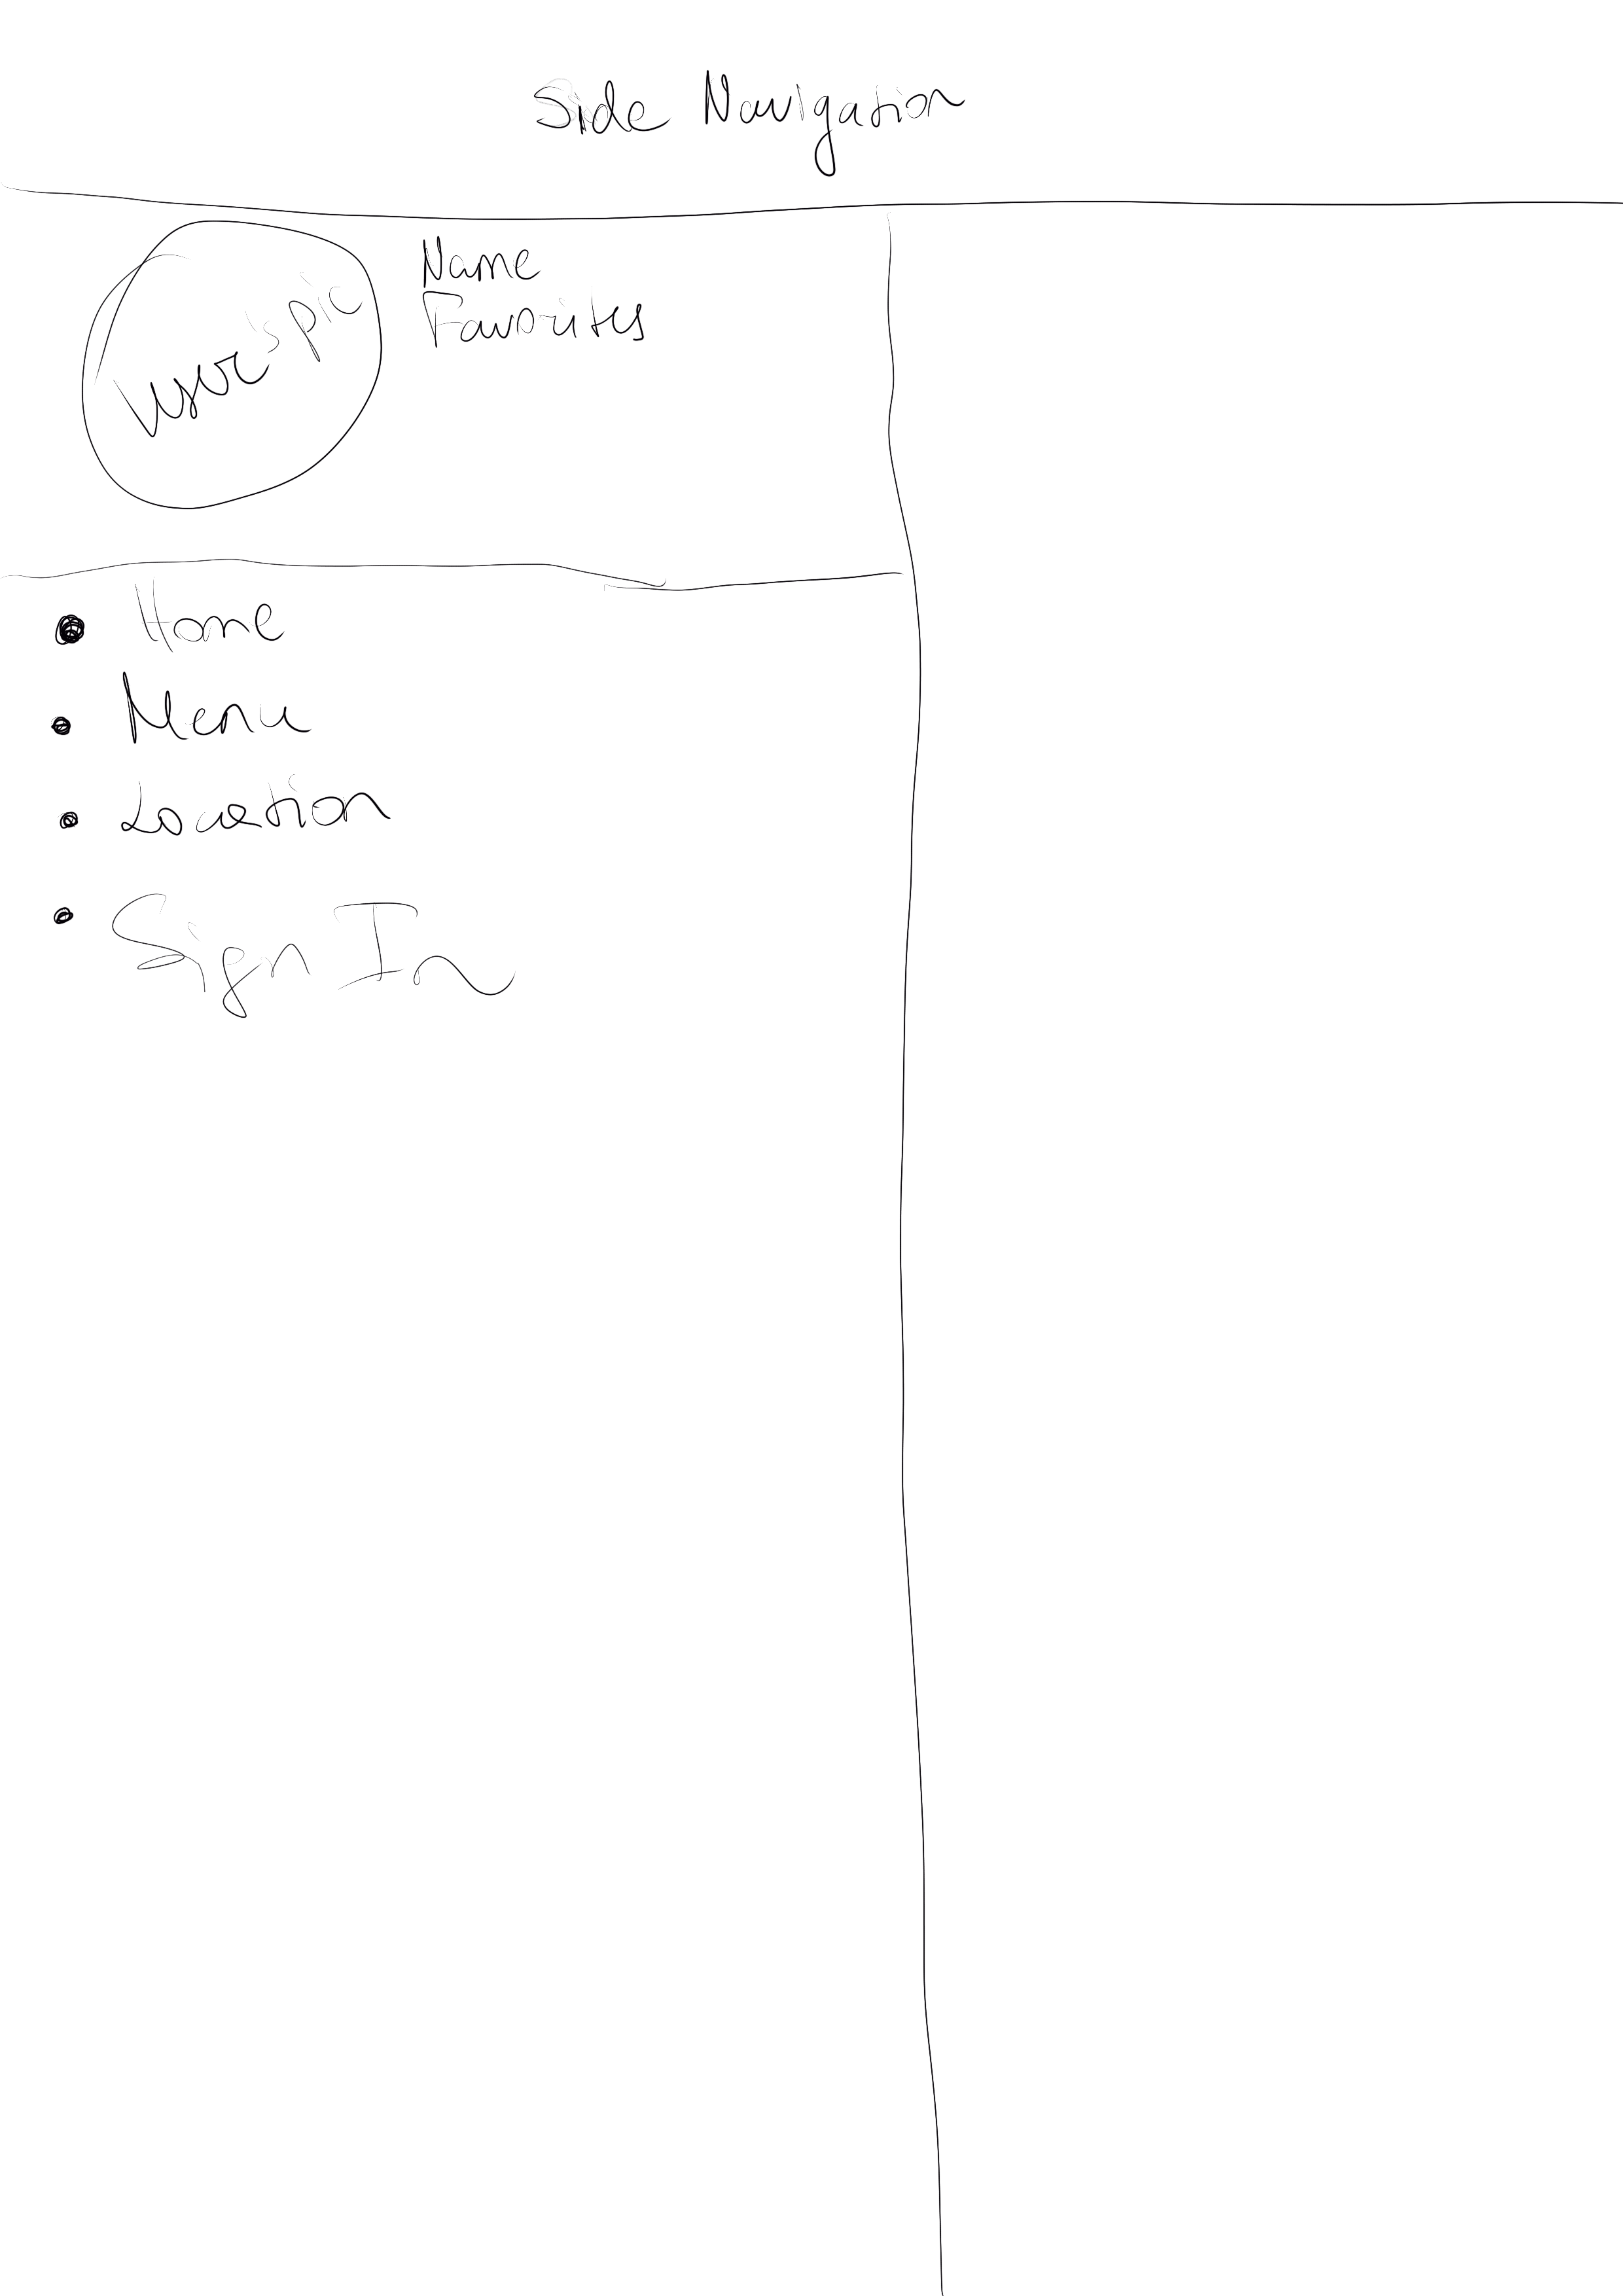 Side Navigation
User's pic
Name
Favorites
Home
Menu
Location
Sign In